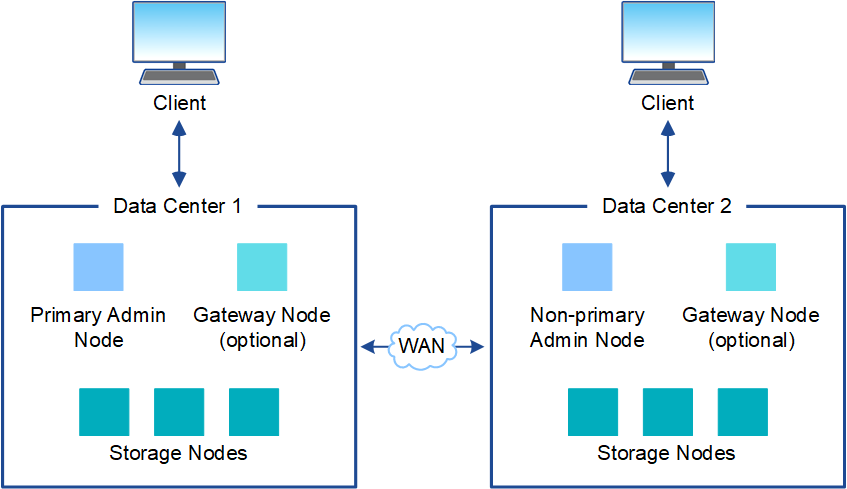 Client
Client
Data Center 1
Data Center 2
Primary Admin
Node
Gateway Node
(optional)
WAN
Non-primary
Admin Node
Gateway Node
(optional)
Storage Nodes
Storage Nodes